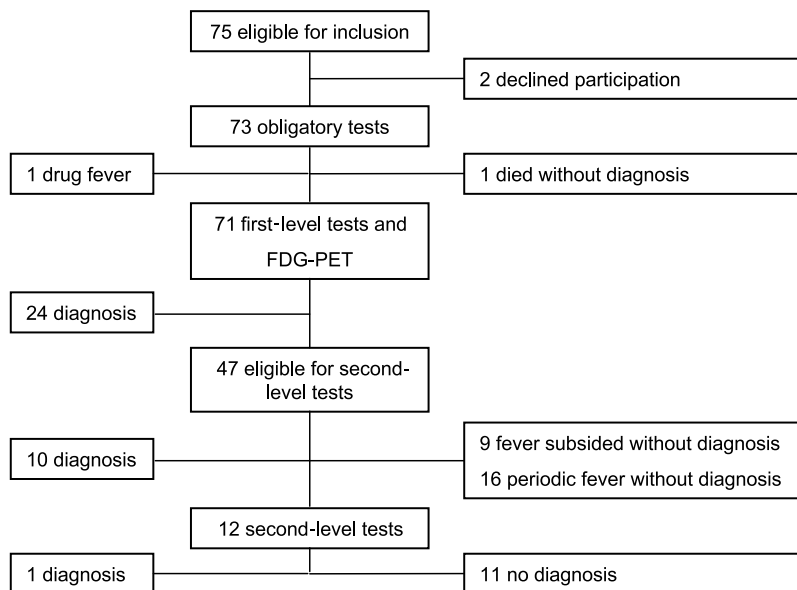 75 eligible for inclusion
2 declined participation
73 obligatory tests
1 drug fever
1 died without diagnosis
71 first-level tests and
FDG-PET
24 diagnosis
47 eligible for second-
level tests
10 diagnosis
9 fever subsided without diagnosis
16 periodic fever without diagnosis
12 second-level tests
1 diagnosis
11 no diagnosis